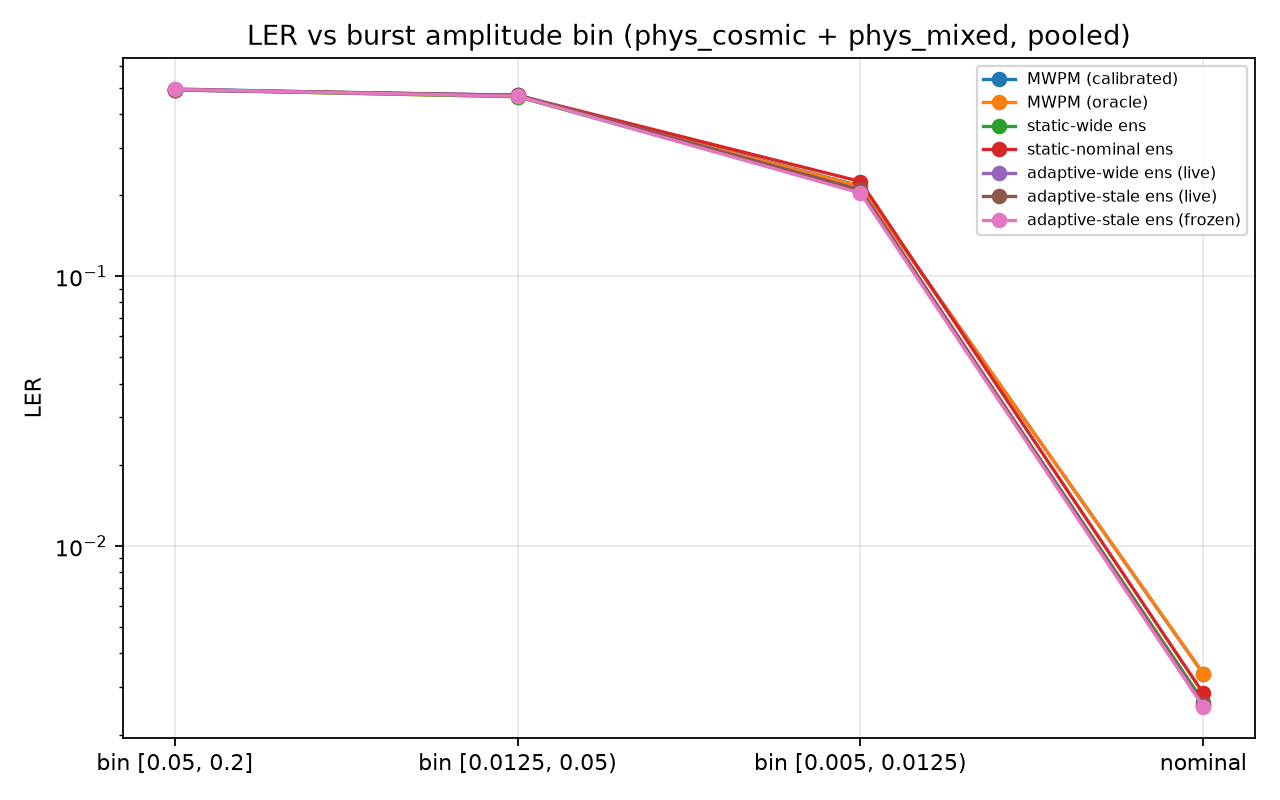 LER vs burst amplitude bin (phys_cosmic + phys_mixed, pooled)
MWPM (calibrated)
MWPM (oracle)
static-wide ens
static-nominal ens
adaptive-wide ens (live)
adaptive-stale ens (live)
adaptive-stale ens (frozen)
LER
10⁻¹
10⁻²
bin [0.05, 0.2]
bin [0.0125, 0.05)
bin [0.005, 0.0125)
nominal